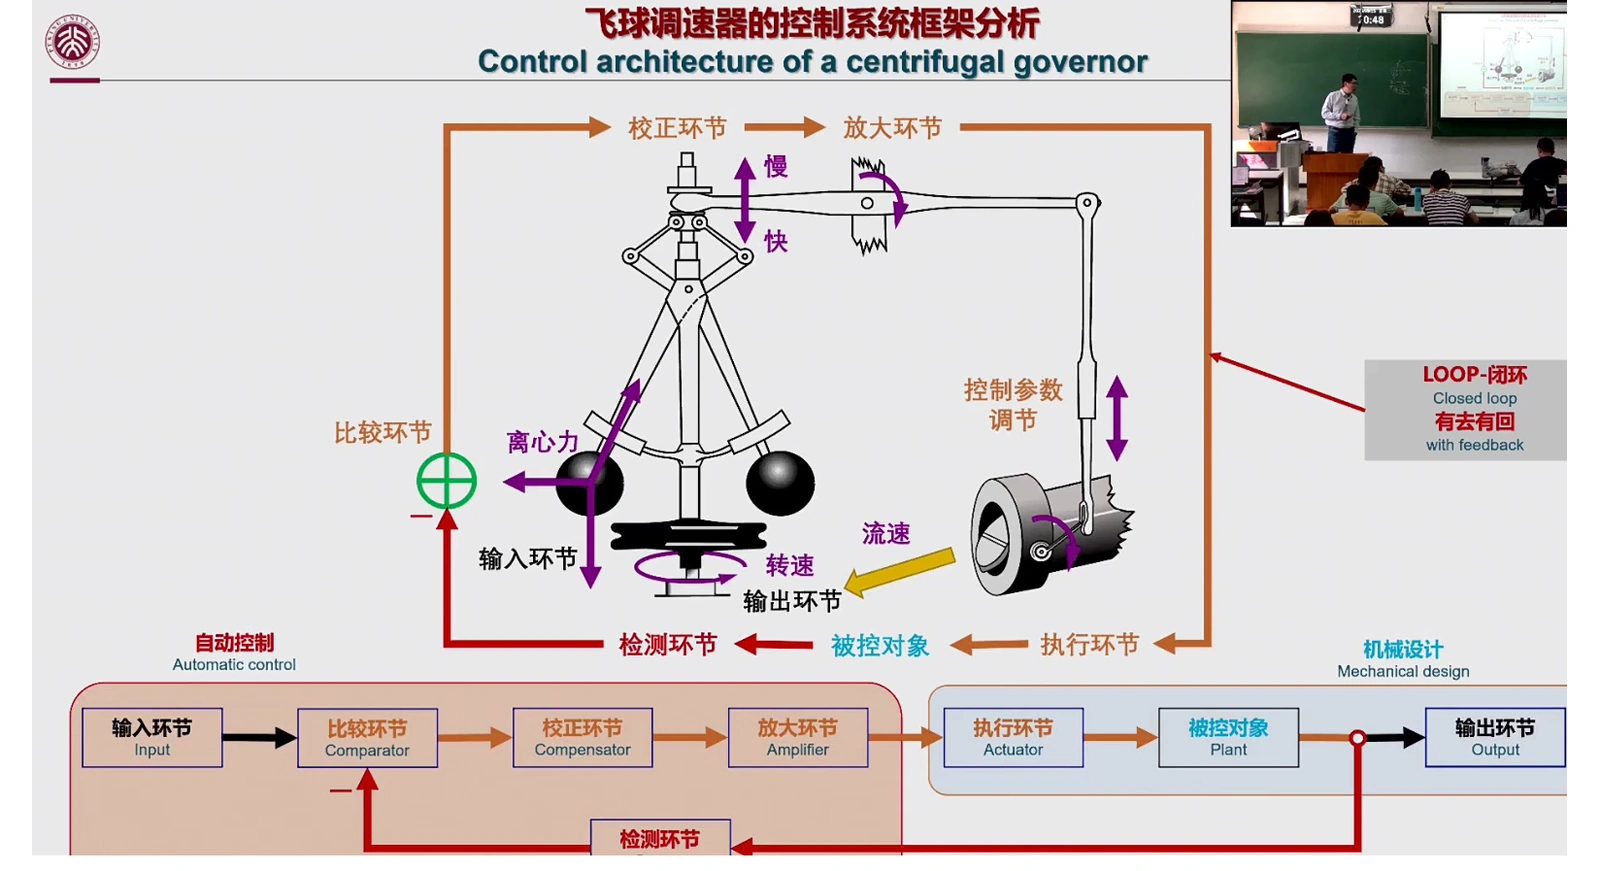 飞球调速器的控制系统框架分析
Control architecture of a centrifugal governor
0:48
校正环节
放大环节
慢
快
比较环节
离心力
控制参数
调节
LOOP-闭环
Closed loop
有去有回
with feedback
输入环节
转速
流速
输出环节
检测环节
被控对象
执行环节
自动控制
Automatic control
机械设计
Mechanical design
输入环节
Input
比较环节
Comparator
校正环节
Compensator
放大环节
Amplifier
执行环节
Actuator
被控对象
Plant
输出环节
Output
检测环节